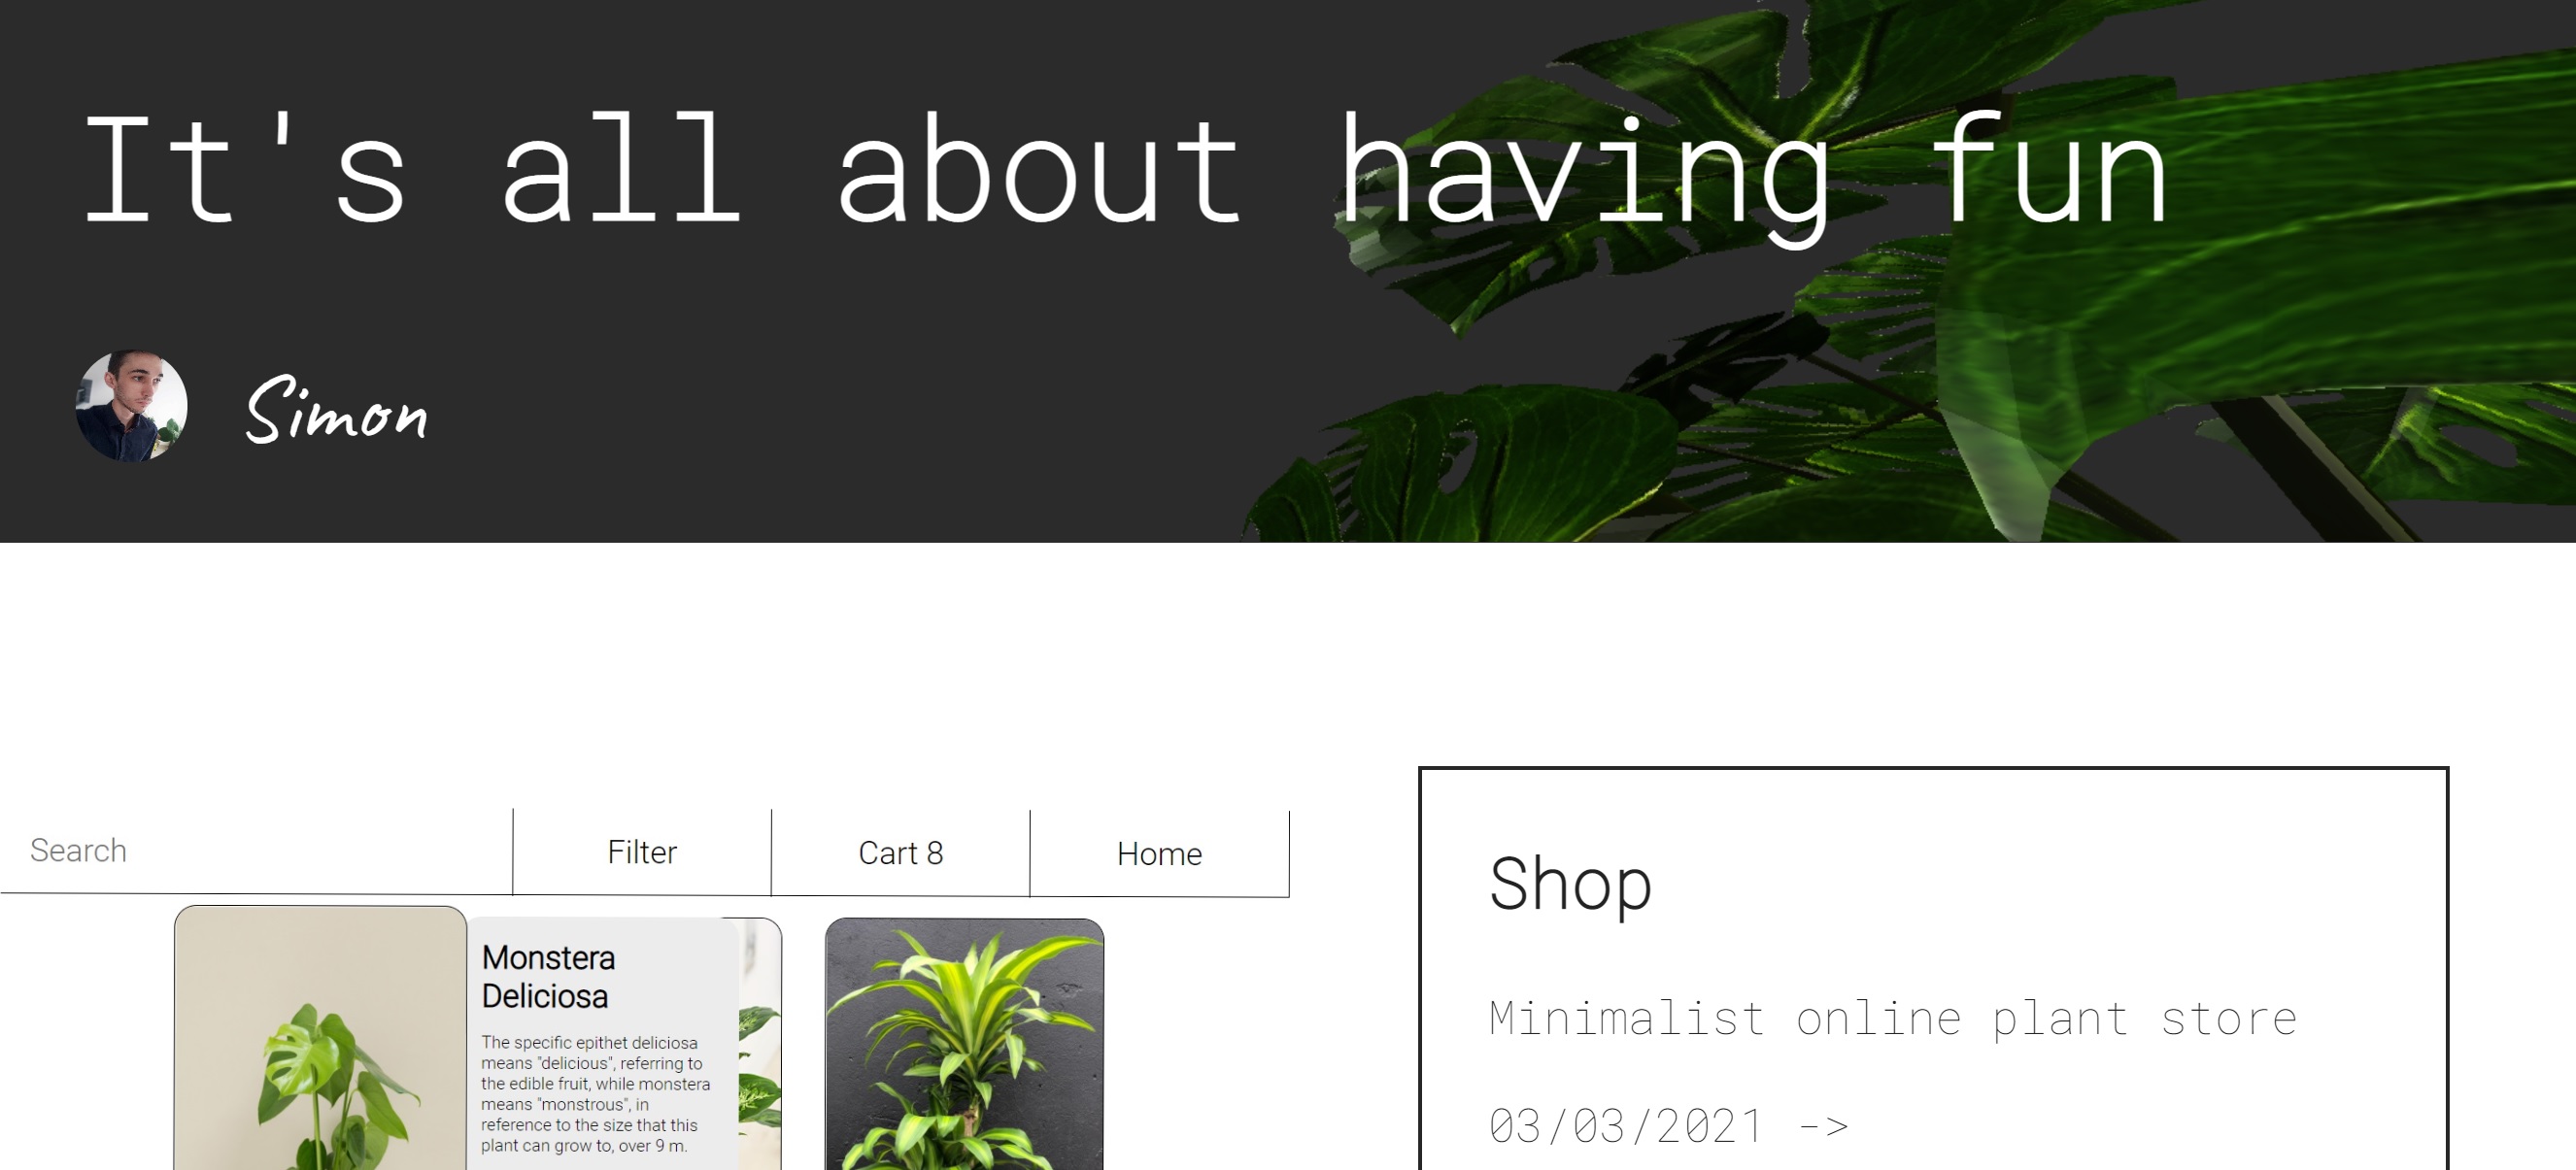 It's all about having fun
Simon
Search
Filter
Cart 8
Home
Monstera
Deliciosa
The specific epithet deliciosa
means "delicious", referring to
the edible fruit, while monstera
means "monstrous", in
reference to the size that this
plant can grow to, over 9 m.
Shop
Minimalist online plant store
03/03/2021 ->